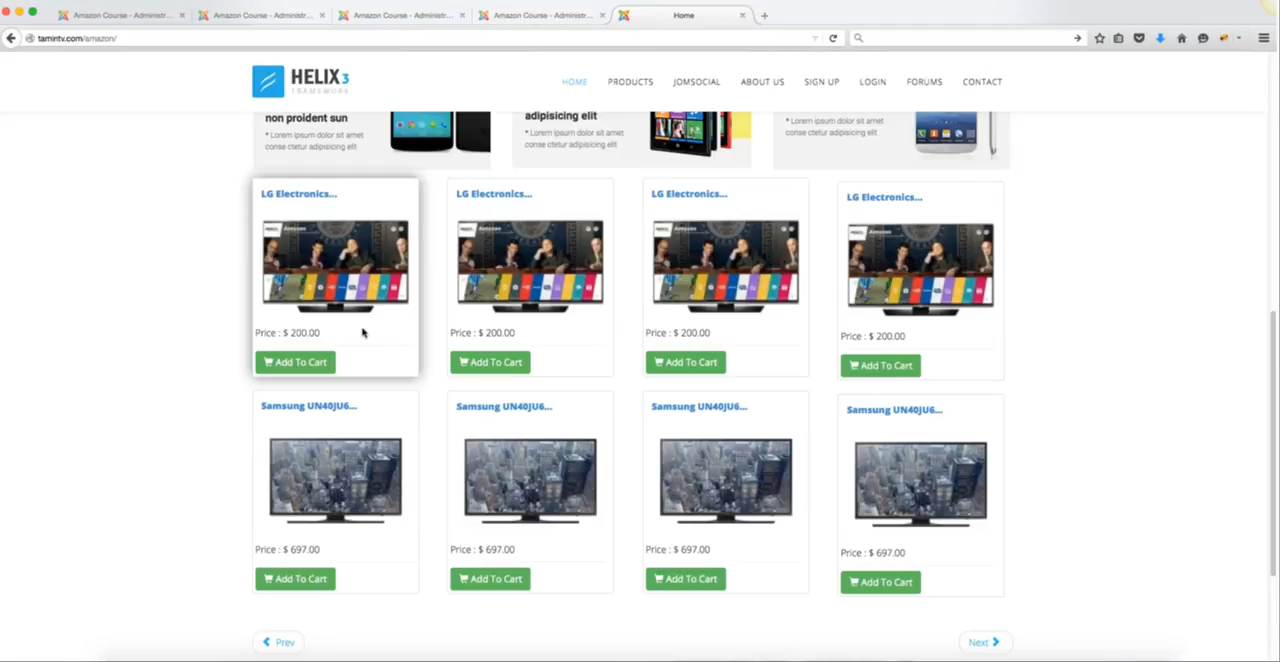 Amazon Course - Administr... × Amazon Course - Administr... × Amazon Course - Administr... × Amazon Course - Administr... × Home × +
tamintv.com/amazon/
HELIX3
FRAMEWORK
HOME PRODUCTS JOMSOCIAL ABOUT US SIGN UP LOGIN FORUMS CONTACT
non proident sun
* Lorem ipsum dolor sit amet
conse ctetur adipisicing elit
adipisicing elit
* Lorem ipsum dolor sit amet
conse ctetur adipisicing elit
* Lorem ipsum dolor sit amet
conse ctetur adipisicing elit
LG Electronics... LG Electronics... LG Electronics... LG Electronics...
Price : $ 200.00 Price : $ 200.00 Price : $ 200.00 Price : $ 200.00
Add To Cart Add To Cart Add To Cart Add To Cart
Samsung UN40JU6... Samsung UN40JU6... Samsung UN40JU6... Samsung UN40JU6...
Price : $ 697.00 Price : $ 697.00 Price : $ 697.00 Price : $ 697.00
Add To Cart Add To Cart Add To Cart Add To Cart
Prev Next